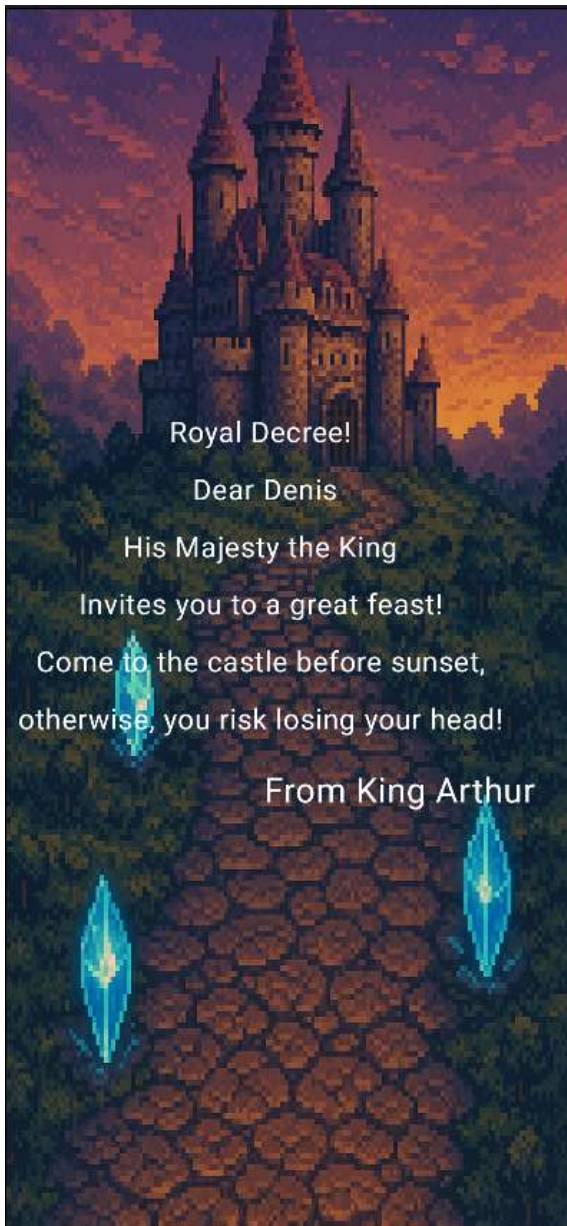 Royal Decree!
Dear Denis
His Majesty the King
Invites you to a great feast!
Come to the castle before sunset,
otherwise, you risk losing your head!
From King Arthur